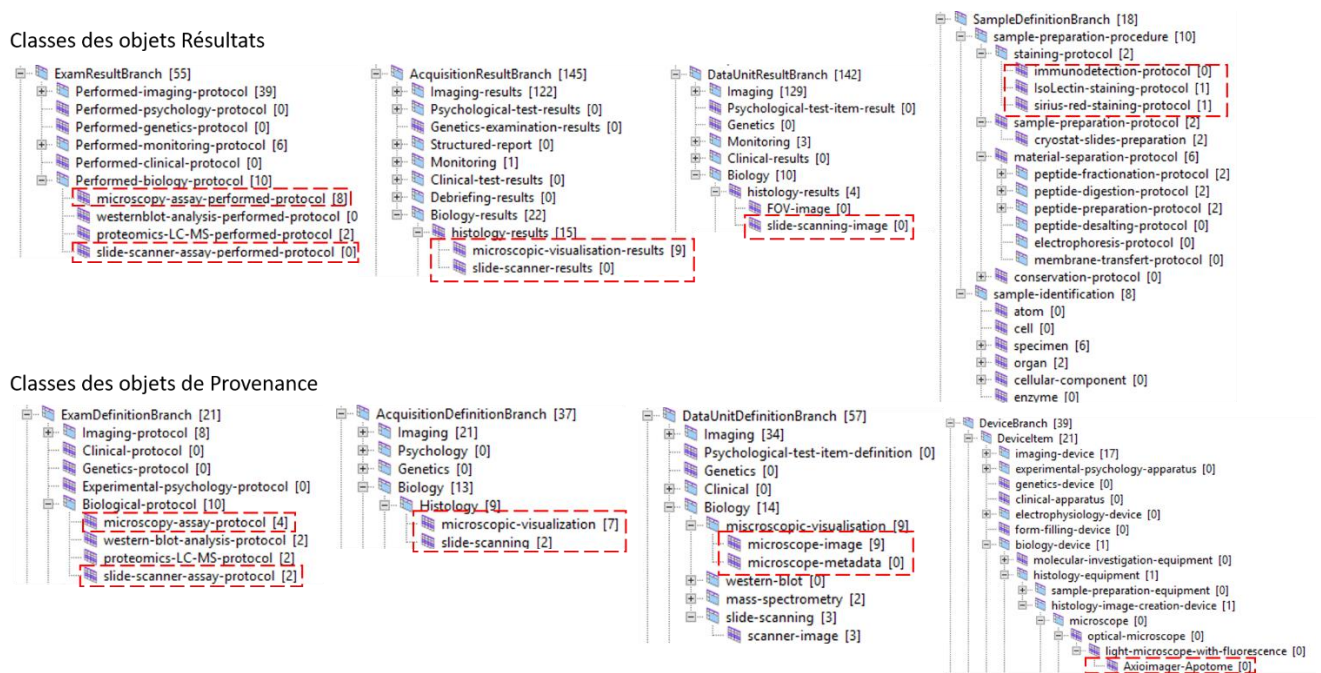 Classes des objets Résultats
ExamResultBranch [55]
Performed-imaging-protocol [39]
Performed-psychology-protocol [0]
Performed-genetics-protocol [0]
Performed-monitoring-protocol [6]
Performed-clinical-protocol [0]
Performed-biology-protocol [10]
microscopy-assay-performed-protocol [8]
westernblot-analysis-performed-protocol [0
proteomics-LC-MS-performed-protocol [2]
slide-scanner-assay-performed-protocol [0]
AcquisitionResultBranch [145]
Imaging-results [122]
Psychological-test-results [0]
Genetics-examination-results [0]
Structured-report [0]
Monitoring [1]
Clinical-test-results [0]
Debriefing-results [0]
Biology-results [22]
histology-results [15]
microscopic-visualisation-results [9]
slide-scanner-results [0]
DataUnitResultBranch [142]
Imaging [129]
Psychological-test-item-result [0]
Genetics [0]
Monitoring [3]
Clinical-results [0]
Biology [10]
histology-results [4]
FOV-image [0]
slide-scanning-image [0]
SampleDefinitionBranch [18]
sample-preparation-procedure [10]
staining-protocol [2]
immunodetection-protocol [0]
IsoLectin-staining-protocol [1]
sirius-red-staining-protocol [1]
sample-preparation-protocol [2]
cryostat-slides-preparation [2]
material-separation-protocol [6]
peptide-fractionation-protocol [2]
peptide-digestion-protocol [2]
peptide-preparation-protocol [2]
peptide-desalting-protocol [0]
electrophoresis-protocol [0]
membrane-transfert-protocol [0]
conservation-protocol [0]
sample-identification [8]
atom [0]
cell [0]
specimen [6]
organ [2]
cellular-component [0]
enzyme [0]
Classes des objets de Provenance
ExamDefinitionBranch [21]
Imaging-protocol [8]
Clinical-protocol [0]
Genetics-protocol [0]
Experimental-psychology-protocol [0]
Biological-protocol [10]
microscopy-assay-protocol [4]
western-blot-analysis-protocol [2]
proteomics-LC-MS-protocol [2]
slide-scanner-assay-protocol [2]
AcquisitionDefinitionBranch [37]
Imaging [21]
Psychology [0]
Genetics [0]
Biology [13]
Histology [9]
microscopic-visualization [7]
slide-scanning [2]
DataUnitDefinitionBranch [57]
Imaging [34]
Psychological-test-item-definition [0]
Genetics [0]
Clinical [0]
Biology [14]
miscroscopic-visualisation [9]
microscope-image [9]
microscope-metadata [0]
western-blot [0]
mass-spectrometry [2]
slide-scanning [3]
scanner-image [3]
DeviceBranch [39]
DeviceItem [21]
imaging-device [17]
experimental-psychology-apparatus [0]
genetics-device [0]
clinical-apparatus [0]
electrophysiology-device [0]
form-filling-device [0]
biology-device [1]
molecular-investigation-equipment [0]
histology-equipment [1]
sample-preparation-equipment [0]
histology-image-creation-device [1]
microscope [0]
optical-microscope [0]
light-microscope-with-fluorescence [0]
Axioimager-Apotome [0]